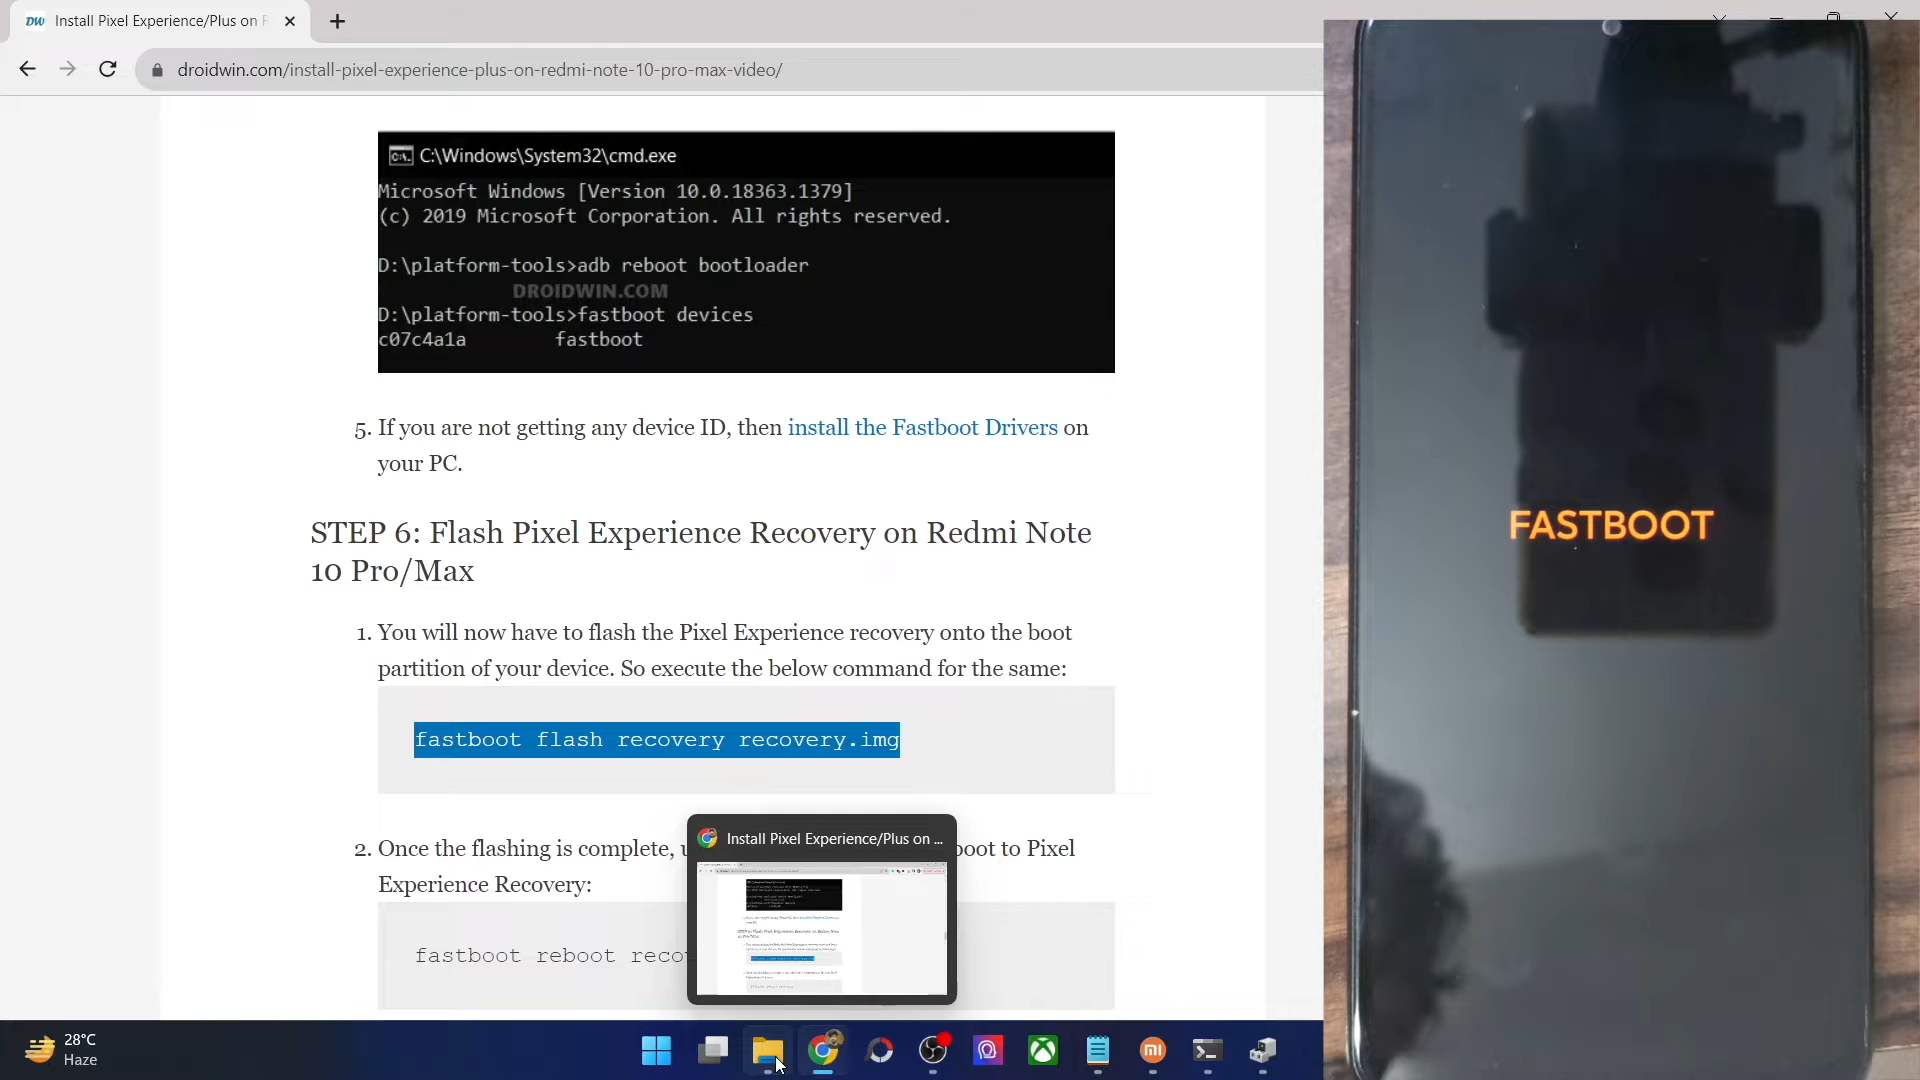 DW Install Pixel Experience/Plus on R
droidwin.com/install-pixel-experience-plus-on-redmi-note-10-pro-max-video/
C:\Windows\System32\cmd.exe
Microsoft Windows [Version 10.0.18363.1379]
(c) 2019 Microsoft Corporation. All rights reserved.
D:\platform-tools>adb reboot bootloader
DROIDWIN.COM
D:\platform-tools>fastboot devices
c07c4a1a fastboot
5. If you are not getting any device ID, then install the Fastboot Drivers on
your PC.
STEP 6: Flash Pixel Experience Recovery on Redmi Note
10 Pro/Max
1. You will now have to flash the Pixel Experience recovery onto the boot
partition of your device. So execute the below command for the same:
fastboot flash recovery recovery.img
2. Once the flashing is complete, u
boot to Pixel
Experience Recovery:
fastboot reboot reco
Install Pixel Experience/Plus on ...
28°C
Haze
mi
FASTBOOT